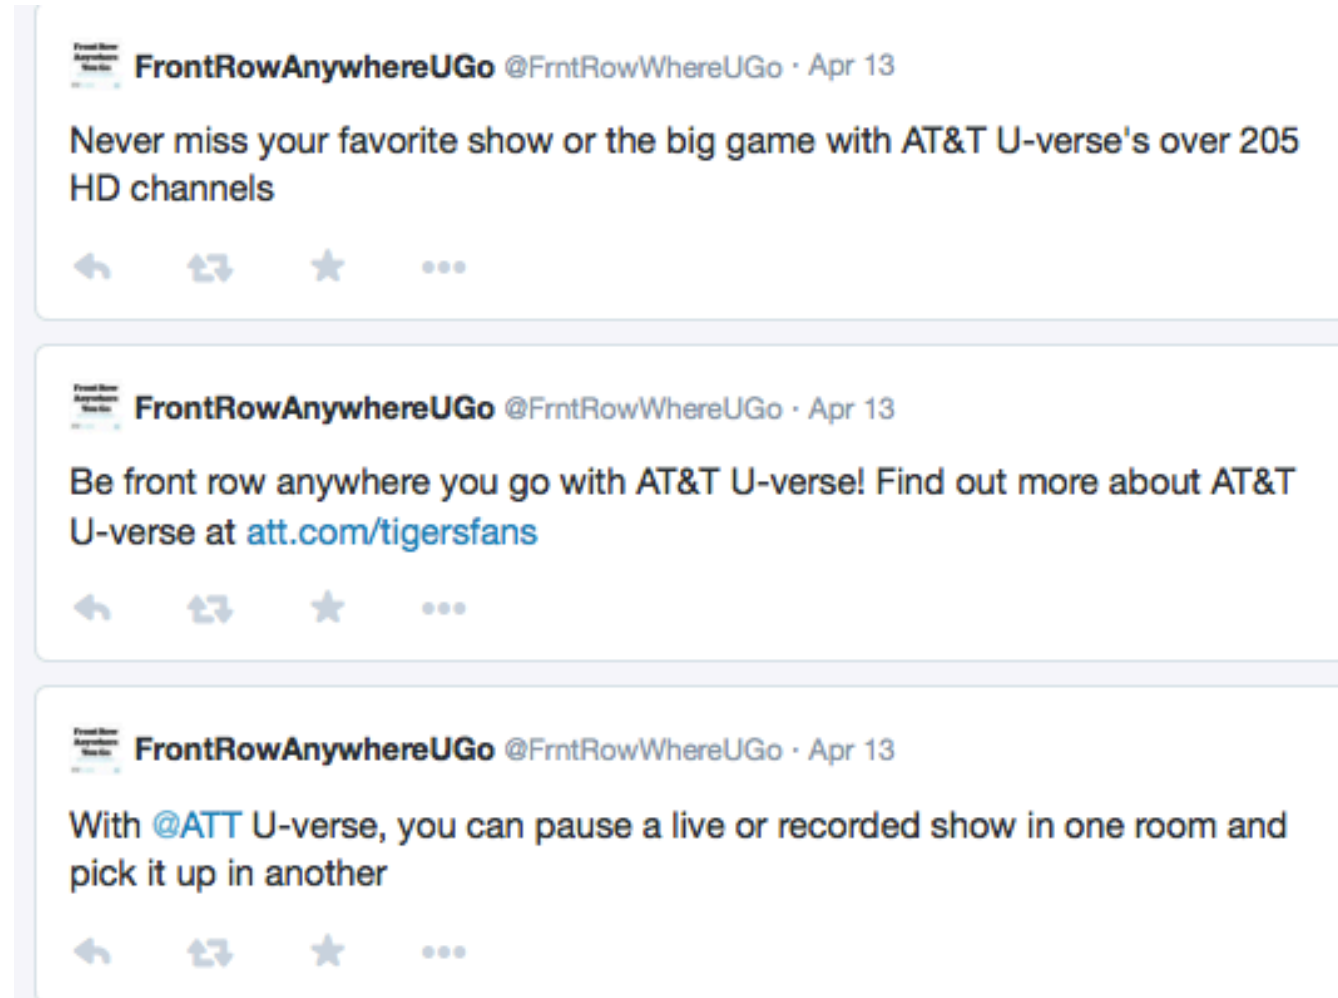 FrontRowAnywhereUGo @FrntRowWhereUGo · Apr 13
Never miss your favorite show or the big game with AT&T U-verse's over 205
HD channels
FrontRowAnywhereUGo @FrntRowWhereUGo · Apr 13
Be front row anywhere you go with AT&T U-verse! Find out more about AT&T
U-verse at att.com/tigersfans
FrontRowAnywhereUGo @FrntRowWhereUGo · Apr 13
With @ATT U-verse, you can pause a live or recorded show in one room and
pick it up in another